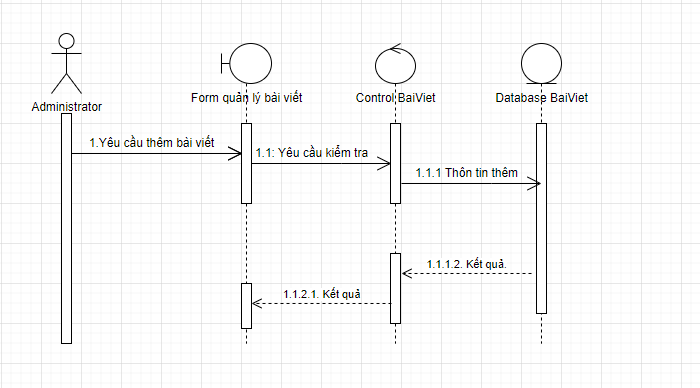 Administrator
Form quản lý bài viết
Control BaiViet
Database BaiViet
1.Yêu cầu thêm bài viết
1.1: Yêu cầu kiểm tra
1.1.1 Thôn tin thêm
1.1.1.2. Kết quả.
1.1.2.1. Kết quả